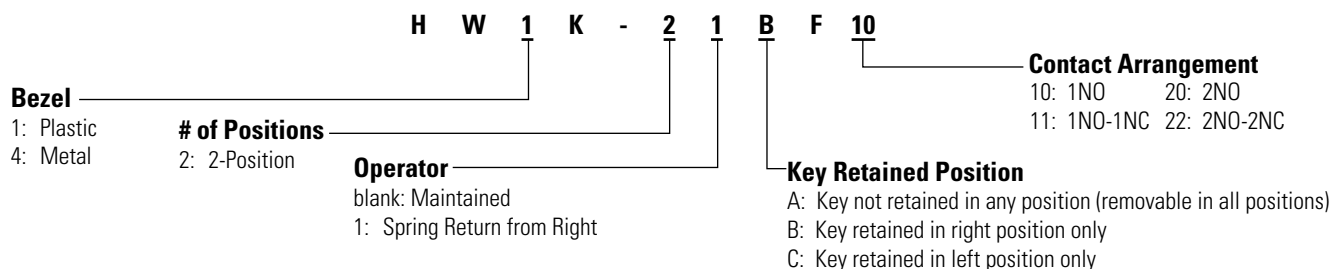 H W 1 K - 2 1 B F 10
Bezel
1: Plastic
4: Metal
# of Positions
2: 2-Position
Operator
blank: Maintained
1: Spring Return from Right
Key Retained Position
A: Key not retained in any position (removable in all positions)
B: Key retained in right position only
C: Key retained in left position only
Contact Arrangement
10: 1NO 20: 2NO
11: 1NO-1NC 22: 2NO-2NC